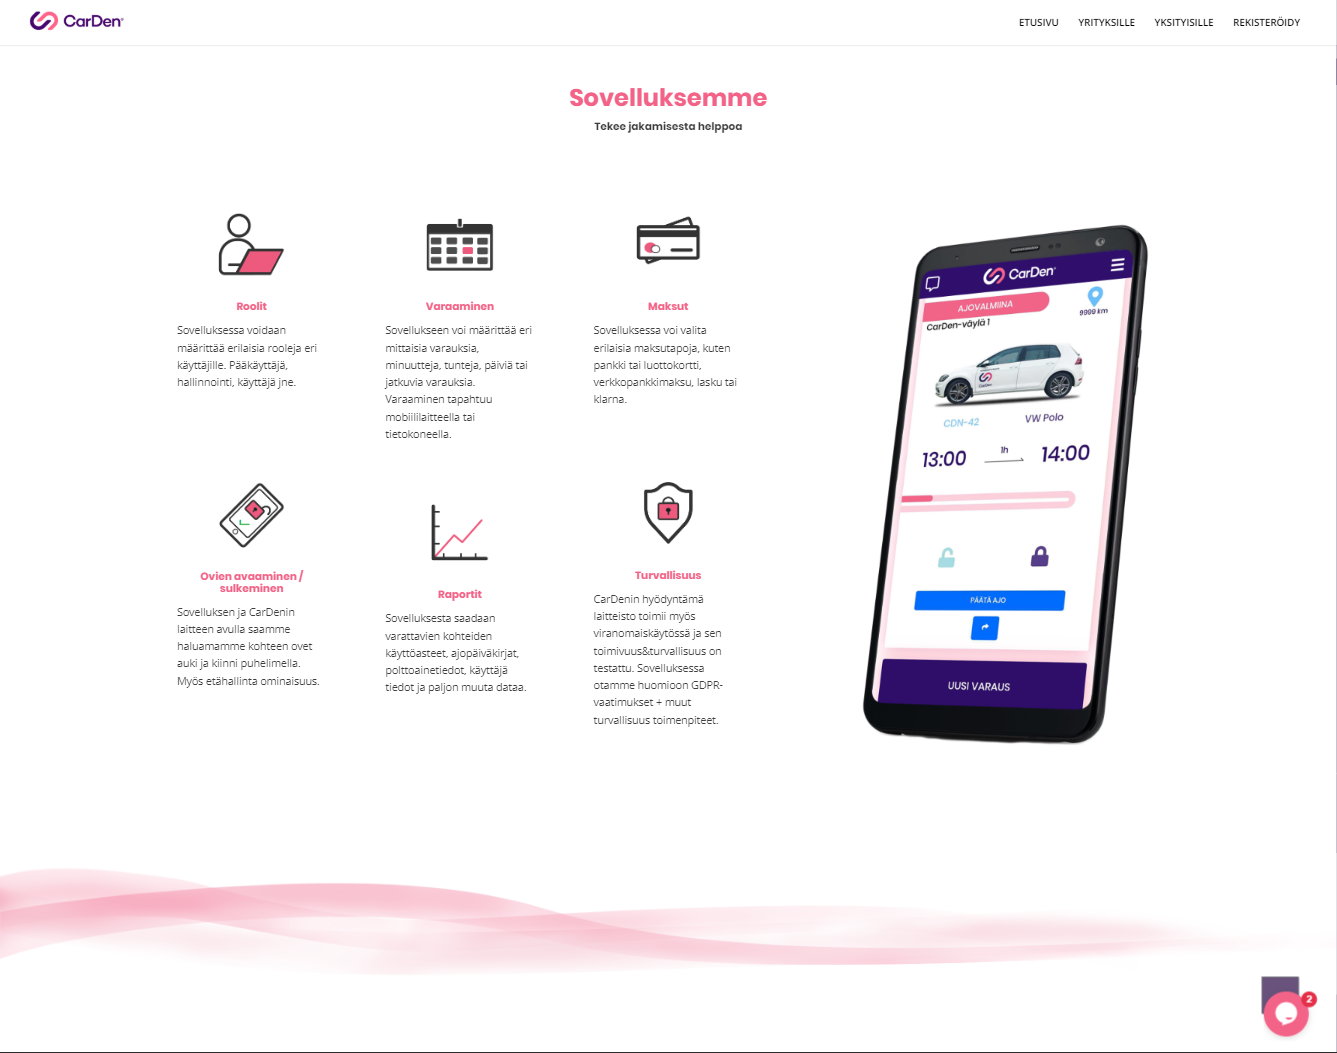 CarDen
ETUSIVU YRITYKSILLE YKSITYISILLE REKISTERÖIDY
Sovelluksemme
Tekee jakamisesta helppoa
Roolit
Sovelluksessa voidaan
määrittää erilaisia rooleja eri
käyttäjille. Pääkäyttäjä,
hallinnointi, käyttäjä jne.
Varaaminen
Sovellukseen voi määrittää eri
mittaisia varauksia,
minuutteja, tunteja, päiviä tai
jatkuvia varauksia.
Varaaminen tapahtuu
mobiililaitteella tai
tietokoneella.
Maksut
Sovelluksessa voi valita
erilaisia maksutapoja, kuten
pankki tai luottokortti,
verkkopankkimaksu, lasku tai
klarna.
Ovien avaaminen /
sulkeminen
Sovelluksen ja CarDenin
laitteen avulla saamme
haluamamme kohteen ovet
auki ja kiinni puhelimella.
Myös etähallinta ominaisuus.
Raportit
Sovelluksesta saadaan
varattavien kohteiden
käyttöasteet, ajopäiväkirjat,
polttoainetiedot, käyttäjä
tiedot ja paljon muuta dataa.
Turvallisuus
CarDenin hyödyntämä
laitteisto toimii myös
viranomaiskäytössä ja sen
toimivuus&turvallisuus on
testattu. Sovelluksessa
otamme huomioon GDPR-
vaatimukset + muut
turvallisuus toimenpiteet.
CarDen
AJOVALMIINA
9999 km
CarDen-väylä 1
CarDen
CDN-42 VW Polo
13:00 1h 14:00
PÄÄTÄ AJO
UUSI VARAUS
2